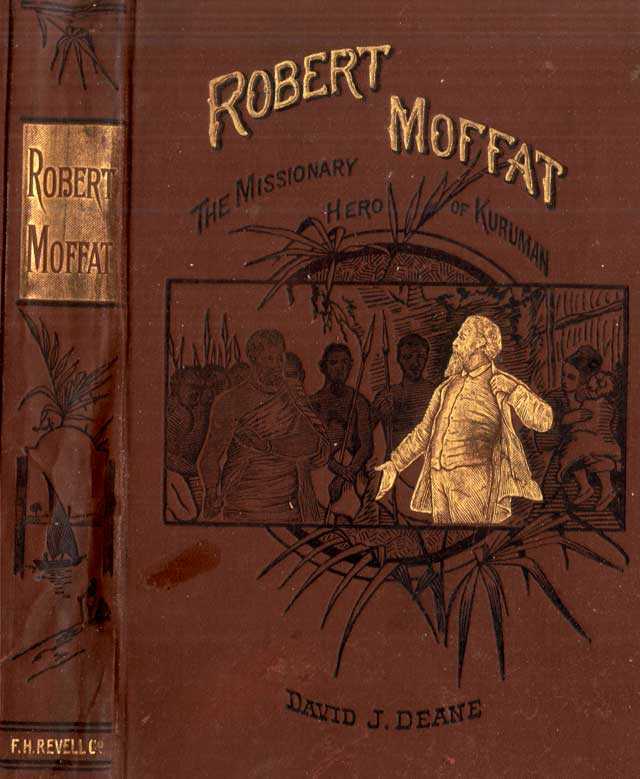 ROBERT
MOFFAT
F. H. REVELL Co
ROBERT
MOFFAT
THE MISSIONARY
HERO OF KURUMAN
DAVID J. DEANE